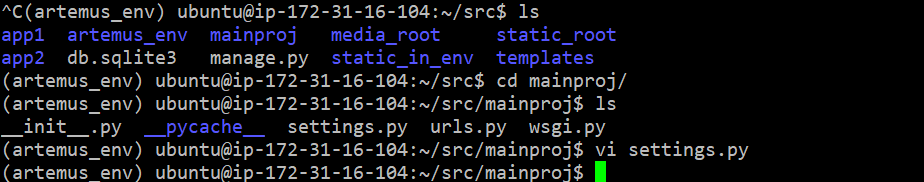 ^C(artemus_env) ubuntu@ip-172-31-16-104:~/src$ ls
app1  artemus_env  mainproj   media_root     static_root
app2  db.sqlite3   manage.py  static_in_env  templates
(artemus_env) ubuntu@ip-172-31-16-104:~/src$ cd mainproj/
(artemus_env) ubuntu@ip-172-31-16-104:~/src/mainproj$ ls
__init__.py  __pycache__  settings.py  urls.py  wsgi.py
(artemus_env) ubuntu@ip-172-31-16-104:~/src/mainproj$ vi settings.py
(artemus_env) ubuntu@ip-172-31-16-104:~/src/mainproj$